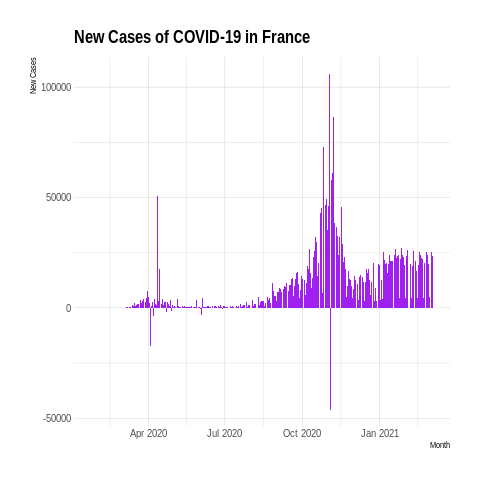 New Cases of COVID-19 in France
New Cases
100000
50000
0
-50000
Apr 2020 Jul 2020 Oct 2020 Jan 2021
Month